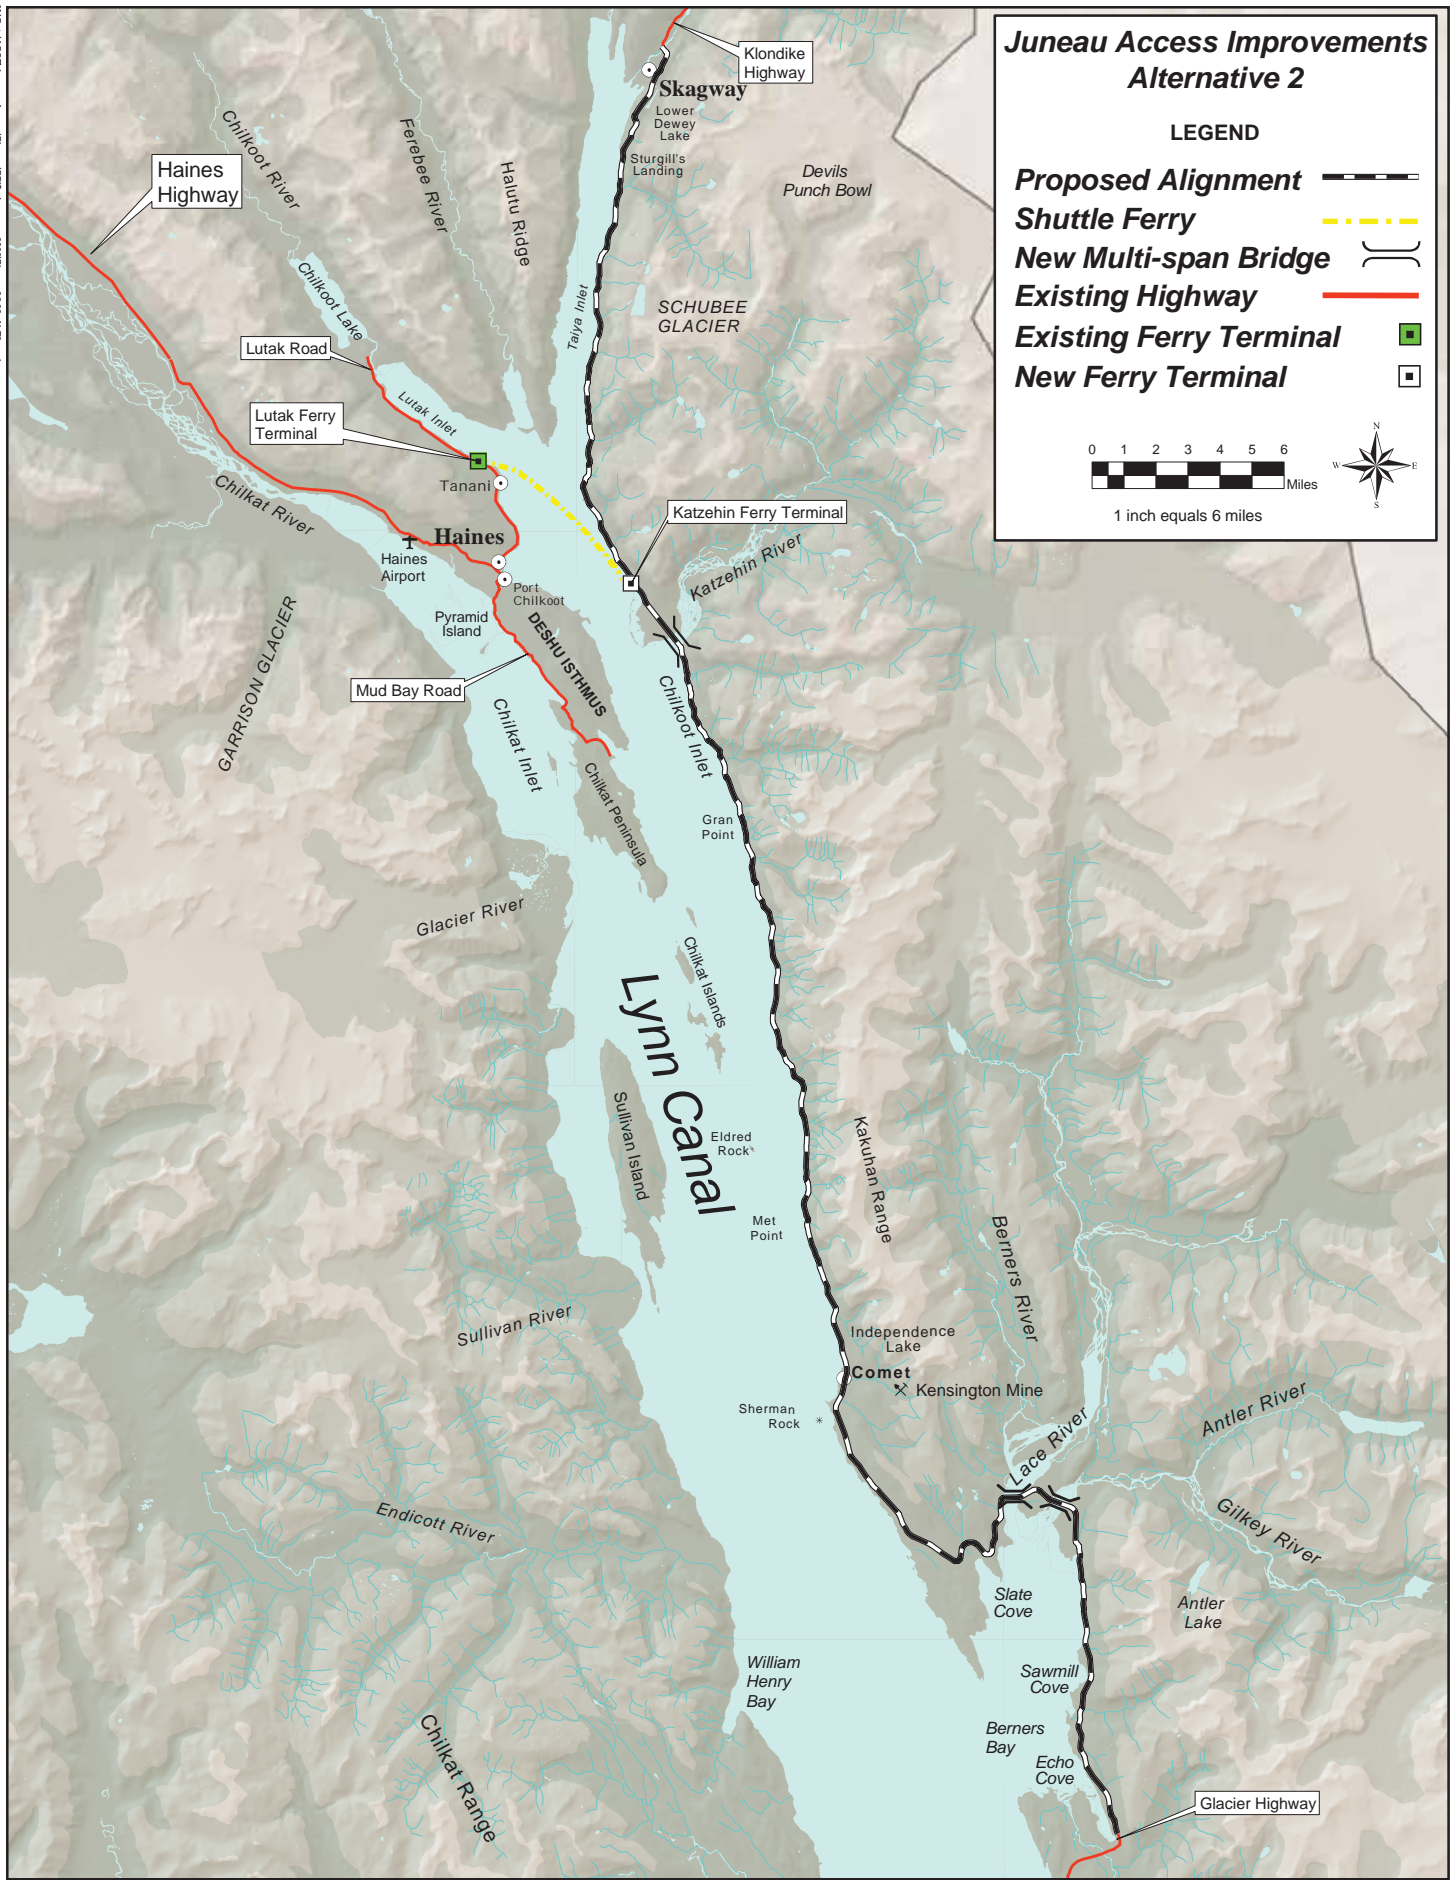 Juneau Access Improvements
Alternative 2
LEGEND
Proposed Alignment
Shuttle Ferry
New Multi-span Bridge
Existing Highway
Existing Ferry Terminal
New Ferry Terminal
0 1 2 3 4 5 6
Miles
1 inch equals 6 miles
N
W
E
S
Klondike
Highway
Skagway
Lower
Dewey
Lake
Sturgill's
Landing
Devils
Punch Bowl
Haines
Highway
Chilkoot River
Ferebee River
Halutu Ridge
Chilkoot Lake
Taiya Inlet
SCHUBEE
GLACIER
Lutak Road
Lutak Inlet
Lutak Ferry
Terminal
Tanani
Chilkat River
Katzehin Ferry Terminal
Haines
Haines
Airport
Katzehin River
Port
Chilkoot
Pyramid
Island
DESHU ISTHMUS
GARRISON GLACIER
Mud Bay Road
Chilkat Inlet
Chilkoot Inlet
Chilkat Peninsula
Gran
Point
Glacier River
Chilkat Islands
Lynn Canal
Sullivan Island
Eldred
Rock
Kakuhan Range
Met
Point
Berners River
Sullivan River
Independence
Lake
Comet
Kensington Mine
Sherman
Rock
Antler River
Lace River
Endicott River
Gilkey River
Slate
Cove
Antler
Lake
William
Henry
Bay
Sawmill
Cove
Berners
Bay
Echo
Cove
Chilkat Range
Glacier Highway